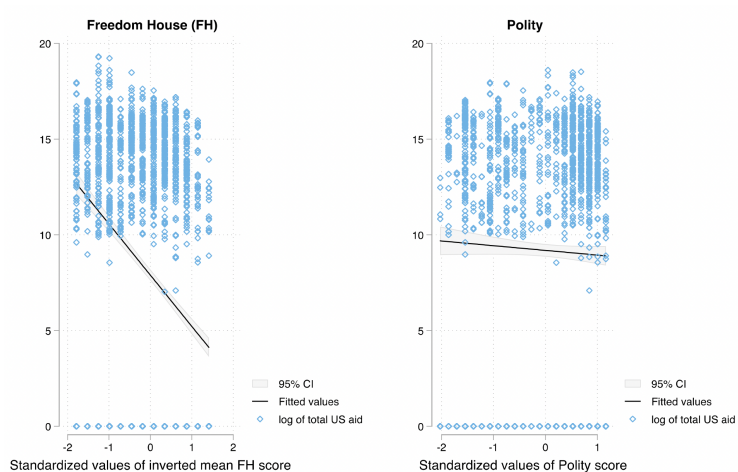 Freedom House (FH)
20
15
10
5
0
-2 -1 0 1 2
Standardized values of inverted mean FH score
95% CI
Fitted values
log of total US aid
Polity
20
15
10
5
0
-2 -1 0 1
Standardized values of Polity score
95% CI
Fitted values
log of total US aid